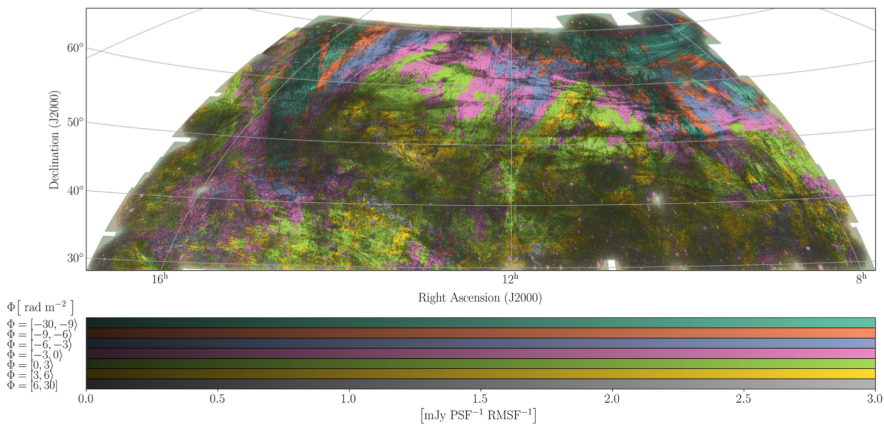 60°
50°
40°
30°
Declination (J2000)
16h 12h 8h
Right Ascension (J2000)
Φ [ rad m⁻² ]
Φ = [−30, −9⟩
Φ = [−9, −6⟩
Φ = [−6, −3⟩
Φ = [−3, 0⟩
Φ = [0, 3⟩
Φ = [3, 6⟩
Φ = [6, 30]
0.0 0.5 1.0 1.5 2.0 2.5 3.0
[mJy PSF⁻¹ RMSF⁻¹]